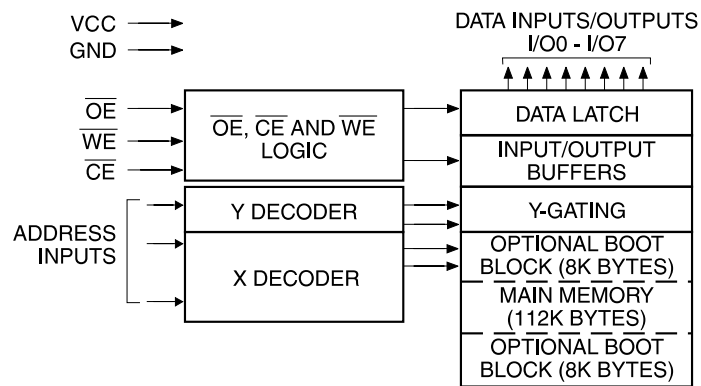 VCC
GND
OE
WE
CE
ADDRESS
INPUTS
OE, CE AND WE
LOGIC
Y DECODER
X DECODER
DATA INPUTS/OUTPUTS
I/O0 - I/O7
DATA LATCH
INPUT/OUTPUT
BUFFERS
Y-GATING
OPTIONAL BOOT
BLOCK (8K BYTES)
MAIN MEMORY
(112K BYTES)
OPTIONAL BOOT
BLOCK (8K BYTES)